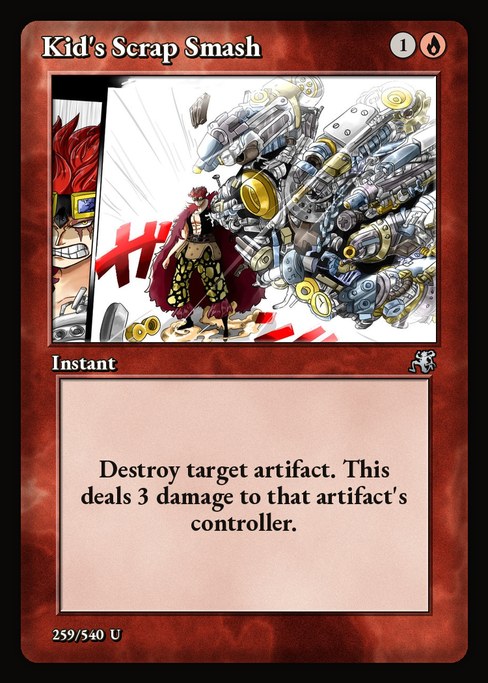 Kid's Scrap Smash
1
Instant
Destroy target artifact. This
deals 3 damage to that artifact's
controller.
259/540 U